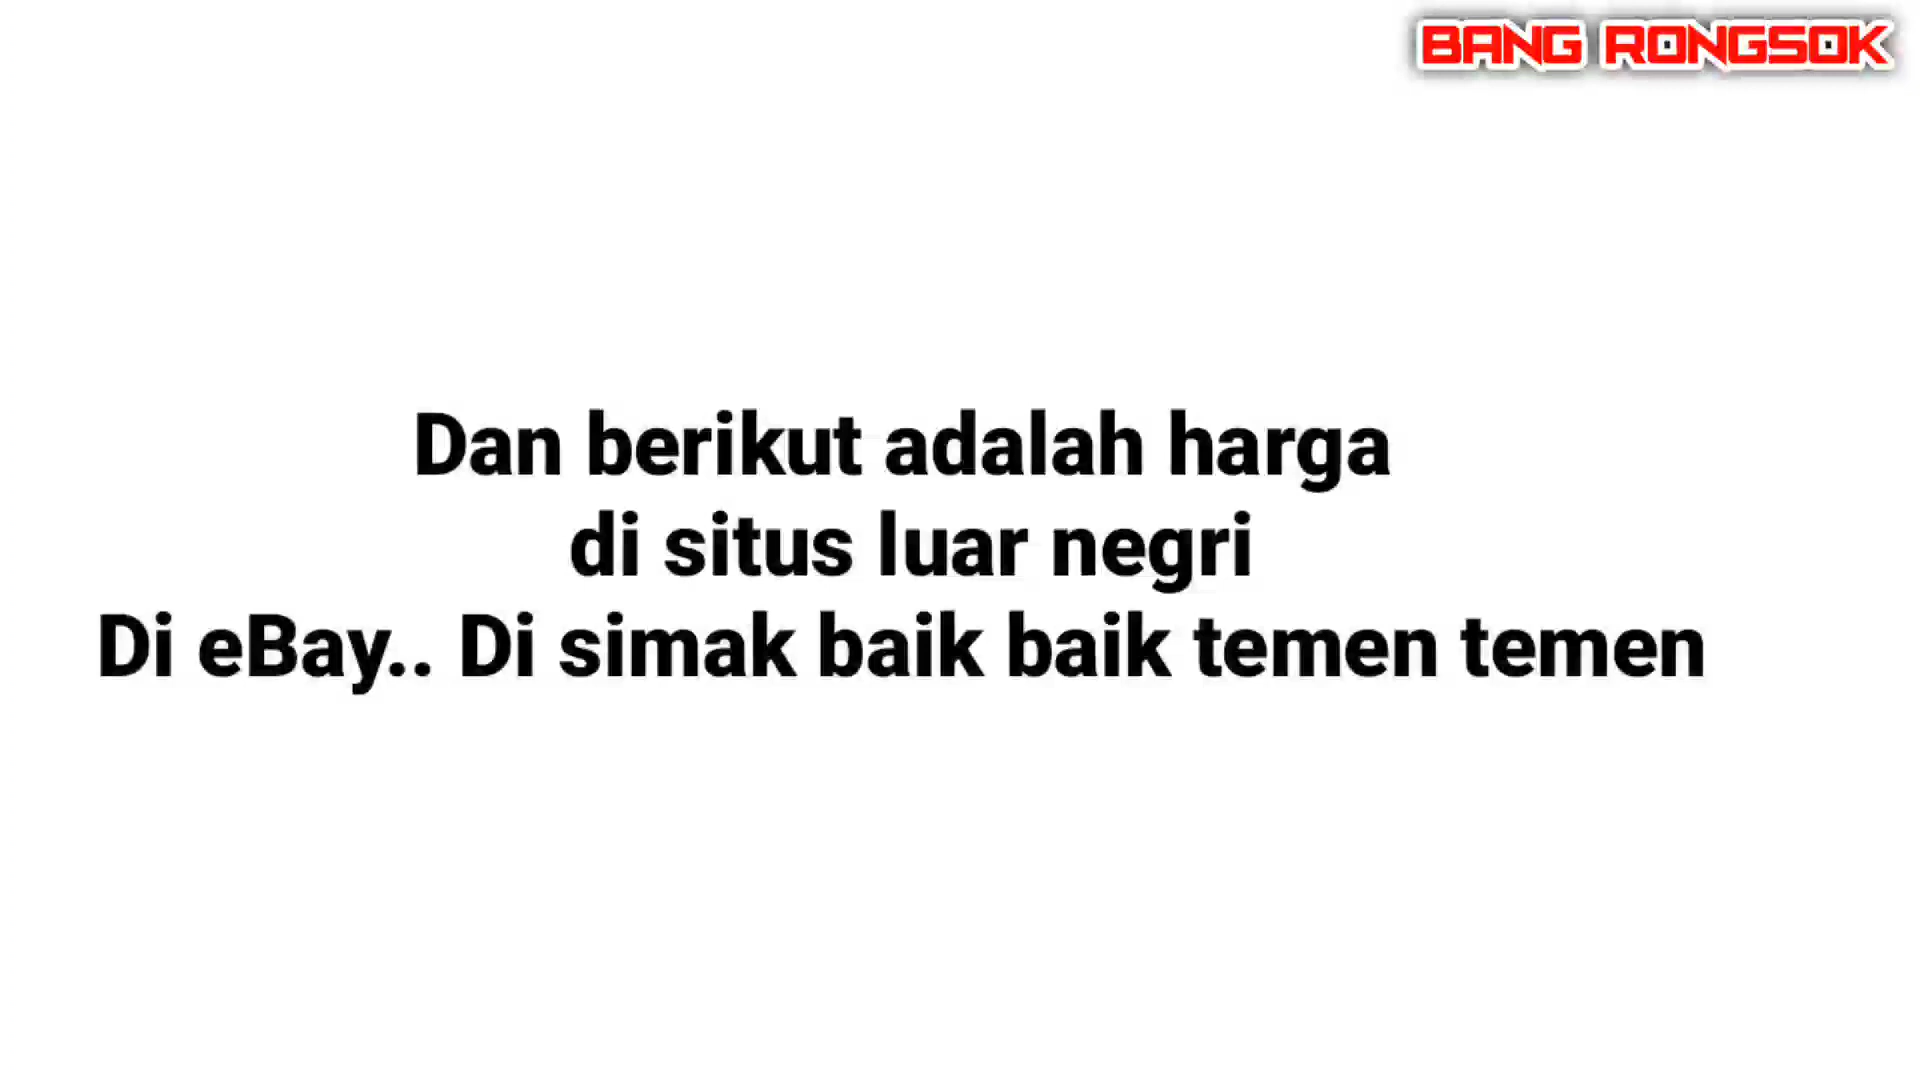 BANG RONGSOK
Dan berikut adalah harga
di situs luar negri
Di eBay.. Di simak baik baik temen temen